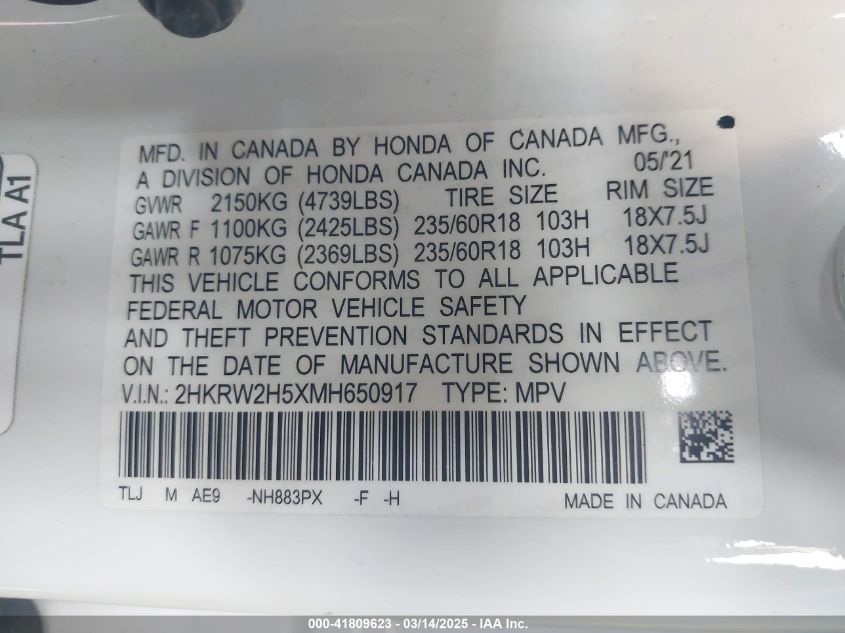 MFD. IN CANADA BY HONDA OF CANADA MFG.,
A DIVISION OF HONDA CANADA INC. 05/'21
GVWR 2150KG (4739LBS) TIRE SIZE RIM SIZE
GAWR F 1100KG (2425LBS) 235/60R18 103H 18X7.5J
GAWR R 1075KG (2369LBS) 235/60R18 103H 18X7.5J
THIS VEHICLE CONFORMS TO ALL APPLICABLE
FEDERAL MOTOR VEHICLE SAFETY
AND THEFT PREVENTION STANDARDS IN EFFECT
ON THE DATE OF MANUFACTURE SHOWN ABOVE.
V.I.N.: 2HKRW2H5XMH650917 TYPE: MPV
TLJ M AE9 -NH883PX -F -H MADE IN CANADA
TLA A1
000-41809623 - 03/14/2025 - IAA Inc.